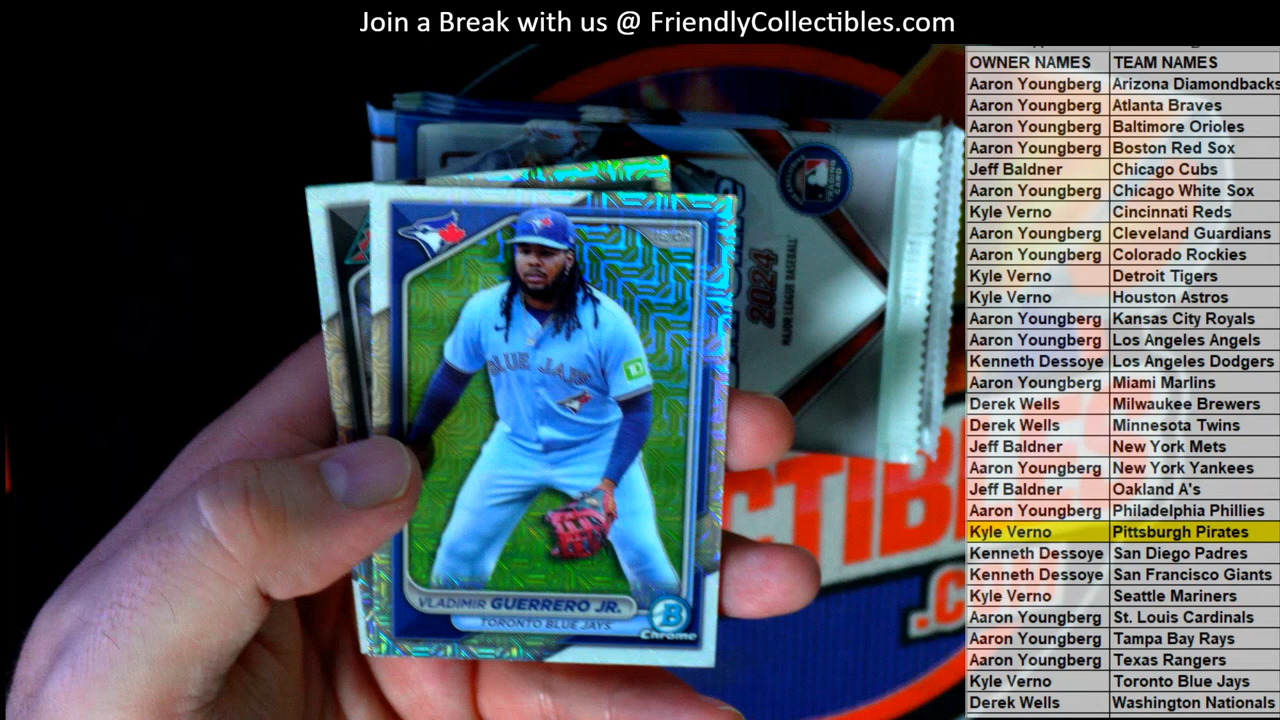 Join a Break with us @ FriendlyCollectibles.com
OWNER NAMES TEAM NAMES
Aaron Youngberg Arizona Diamondbacks
Aaron Youngberg Atlanta Braves
Aaron Youngberg Baltimore Orioles
Aaron Youngberg Boston Red Sox
Jeff Baldner Chicago Cubs
Aaron Youngberg Chicago White Sox
Kyle Verno Cincinnati Reds
Aaron Youngberg Cleveland Guardians
Aaron Youngberg Colorado Rockies
Kyle Verno Detroit Tigers
Kyle Verno Houston Astros
Aaron Youngberg Kansas City Royals
Aaron Youngberg Los Angeles Angels
Kenneth Dessoye Los Angeles Dodgers
Aaron Youngberg Miami Marlins
Derek Wells Milwaukee Brewers
Derek Wells Minnesota Twins
Jeff Baldner New York Mets
Aaron Youngberg New York Yankees
Jeff Baldner Oakland A's
Aaron Youngberg Philadelphia Phillies
Kyle Verno Pittsburgh Pirates
Kenneth Dessoye San Diego Padres
Kenneth Dessoye San Francisco Giants
Kyle Verno Seattle Mariners
Aaron Youngberg St. Louis Cardinals
Aaron Youngberg Tampa Bay Rays
Aaron Youngberg Texas Rangers
Kyle Verno Toronto Blue Jays
Derek Wells Washington Nationals
2024
MAJOR LEAGUE BASEBALL
BLUE JAYS
TD
VLADIMIR GUERRERO JR.
TORONTO BLUE JAYS
B
Chrome
CTIB
.CO